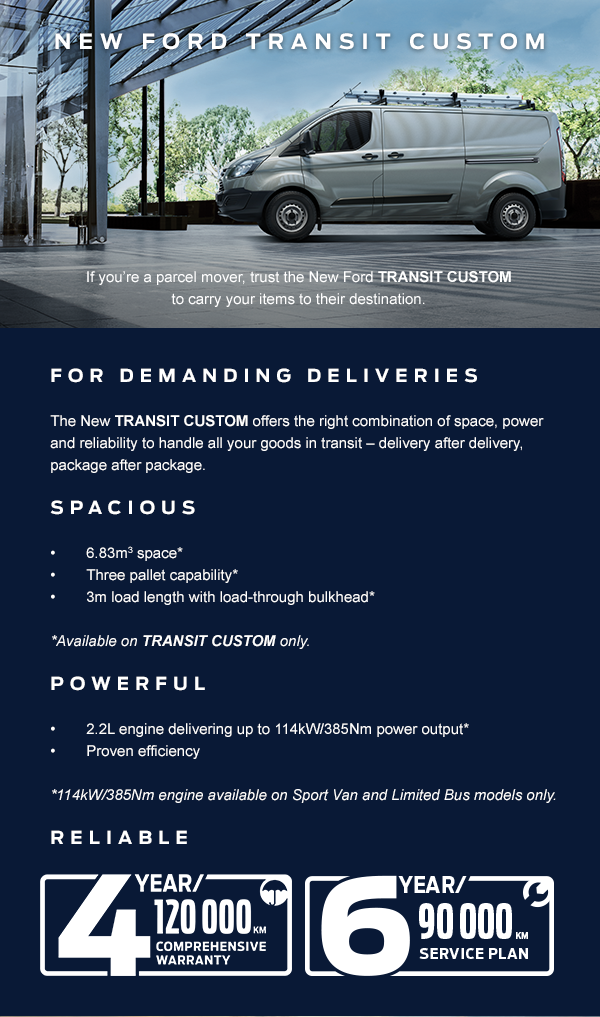 NEW FORD TRANSIT CUSTOM
If you're a parcel mover, trust the New Ford TRANSIT CUSTOM
to carry your items to their destination.
FOR DEMANDING DELIVERIES
The New TRANSIT CUSTOM offers the right combination of space, power
and reliability to handle all your goods in transit – delivery after delivery,
package after package.
SPACIOUS
• 6.83m³ space*
• Three pallet capability*
• 3m load length with load-through bulkhead*
*Available on TRANSIT CUSTOM only.
POWERFUL
• 2.2L engine delivering up to 114kW/385Nm power output*
• Proven efficiency
*114kW/385Nm engine available on Sport Van and Limited Bus models only.
RELIABLE
4 YEAR/
120 000 KM
COMPREHENSIVE
WARRANTY
6 YEAR/
90 000 KM
SERVICE PLAN